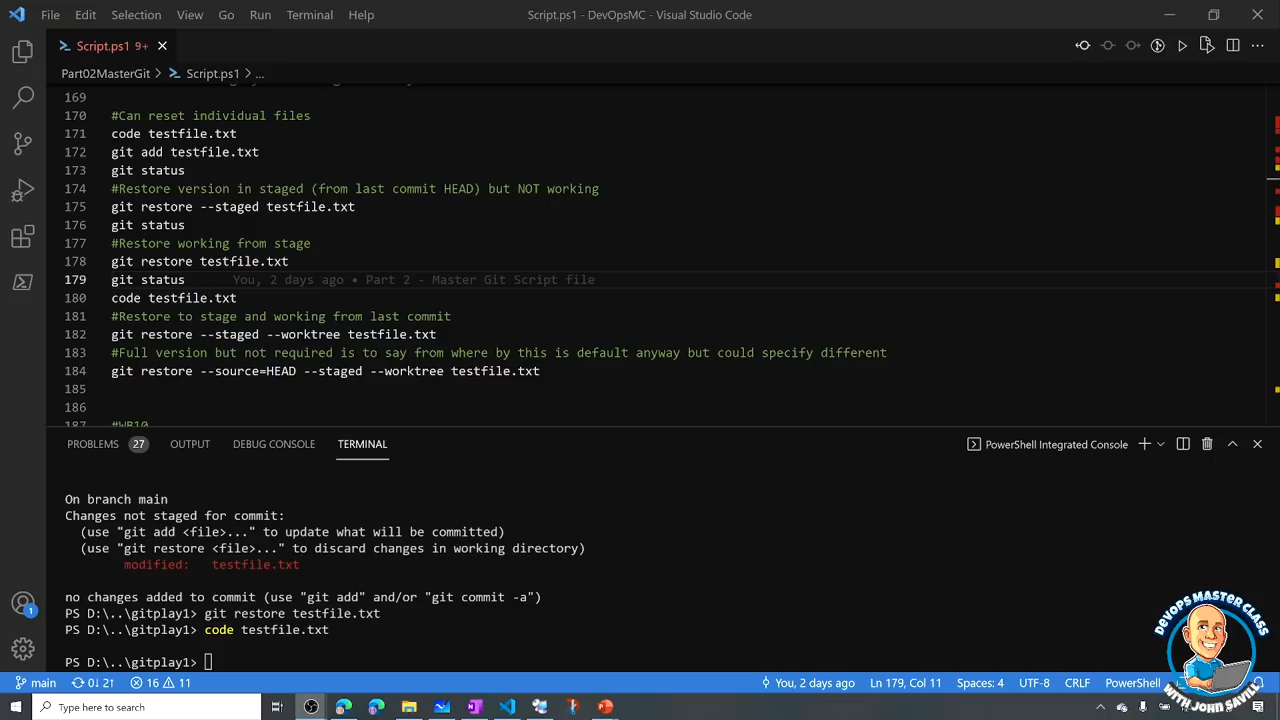 File Edit Selection View Go Run Terminal Help Script.ps1 - DevOpsMC - Visual Studio Code
Script.ps1 9+
Part02MasterGit > Script.ps1 > ...
169
170 #Can reset individual files
171 code testfile.txt
172 git add testfile.txt
173 git status
174 #Restore version in staged (from last commit HEAD) but NOT working
175 git restore --staged testfile.txt
176 git status
177 #Restore working from stage
178 git restore testfile.txt
179 git status You, 2 days ago • Part 2 - Master Git Script file
180 code testfile.txt
181 #Restore to stage and working from last commit
182 git restore --staged --worktree testfile.txt
183 #Full version but not required is to say from where by this is default anyway but could specify different
184 git restore --source=HEAD --staged --worktree testfile.txt
185
186
187 #WB10
PROBLEMS 27 OUTPUT DEBUG CONSOLE TERMINAL PowerShell Integrated Console
On branch main
Changes not staged for commit:
(use "git add <file>..." to update what will be committed)
(use "git restore <file>..." to discard changes in working directory)
modified: testfile.txt
no changes added to commit (use "git add" and/or "git commit -a")
PS D:\..\gitplay1> git restore testfile.txt
PS D:\..\gitplay1> code testfile.txt
PS D:\..\gitplay1>
1
DEVOPS MASTER CLASS
WITH JOHN SAVILL
main 0↓ 2↑ 16 11 You, 2 days ago Ln 179, Col 11 Spaces: 4 UTF-8 CRLF PowerShell
Type here to search